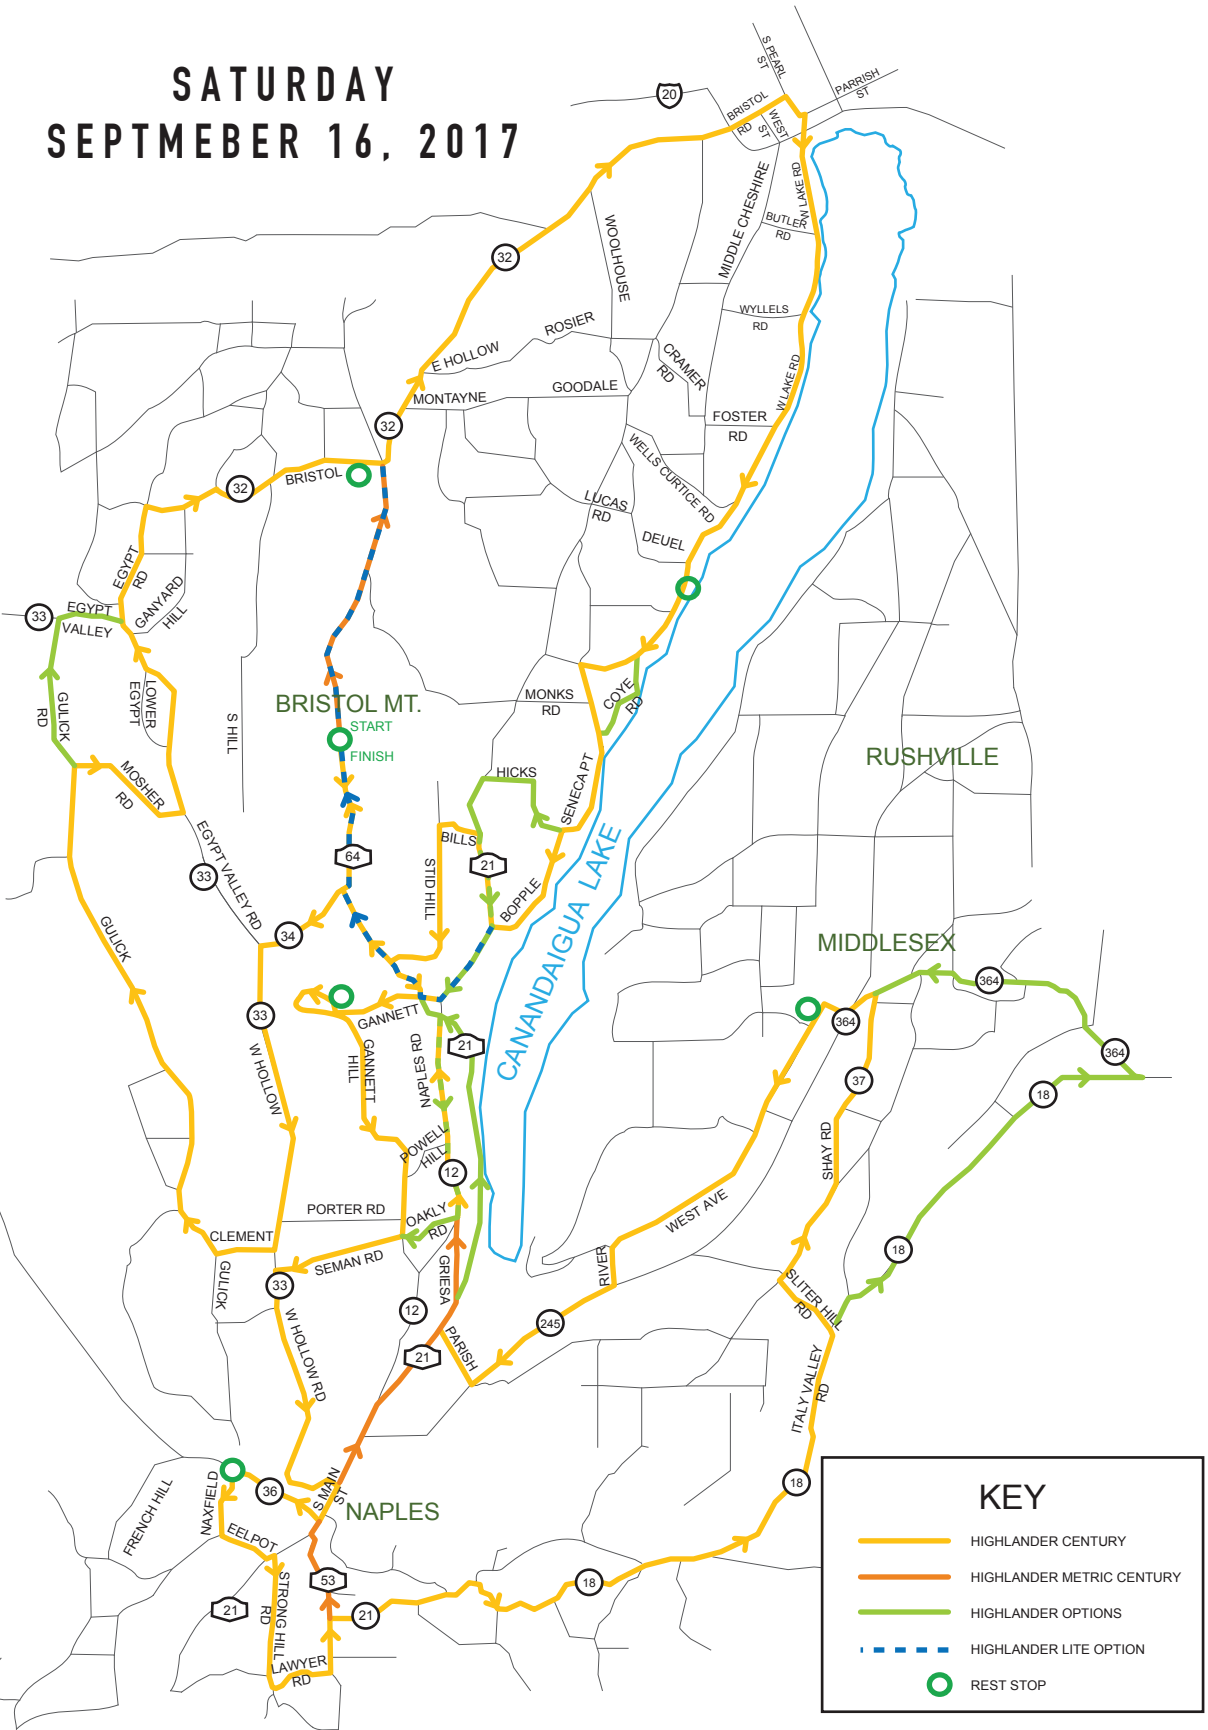 SATURDAY
SEPTMEBER 16, 2017
S PEARL
ST
PARRISH
ST
20
BRISTOL
RD
WEST
ST
W LAKE RD
MIDDLE CHESHIRE
BUTLER
RD
WOOLHOUSE
32
WYLLELS
RD
ROSIER
E HOLLOW
CRAMER
RD
W LAKE RD
GOODALE
MONTAYNE
FOSTER
RD
32
WELLS CURTICE RD
BRISTOL
32
LUCAS
RD
DEUEL
EGYPT
RD
GANYARD
HILL
33
EGYPT
VALLEY
LOWER
EGYPT
GULICK
RD
S HILL
MONKS
RD
COYE
RD
BRISTOL MT.
START
FINISH
RUSHVILLE
HICKS
SENECA PT
MOSHER
RD
EGYPT VALLEY RD
33
BILLS
64
21
STID HILL
BOPPLE
CANANDAIGUA LAKE
GULICK
34
MIDDLESEX
364
33
GANNETT
364
21
NAPLES RD
GANNETT
HILL
W HOLLOW
364
37
18
POWELL
HILL
SHAY RD
12
PORTER RD
OAKLY
RD
WEST AVE
CLEMENT
SEMAN RD
GRIESA
RIVER
18
GULICK
33
SLITER HILL
RD
12
245
W HOLLOW RD
PARISH
21
ITALY VALLEY
RD
NAXFIELD
36
S MAIN
ST
NAPLES
18
FRENCH HILL
EELPOT
53
18
STRONG HILL
RD
21
21
LAWYER
RD
KEY
HIGHLANDER CENTURY
HIGHLANDER METRIC CENTURY
HIGHLANDER OPTIONS
HIGHLANDER LITE OPTION
REST STOP